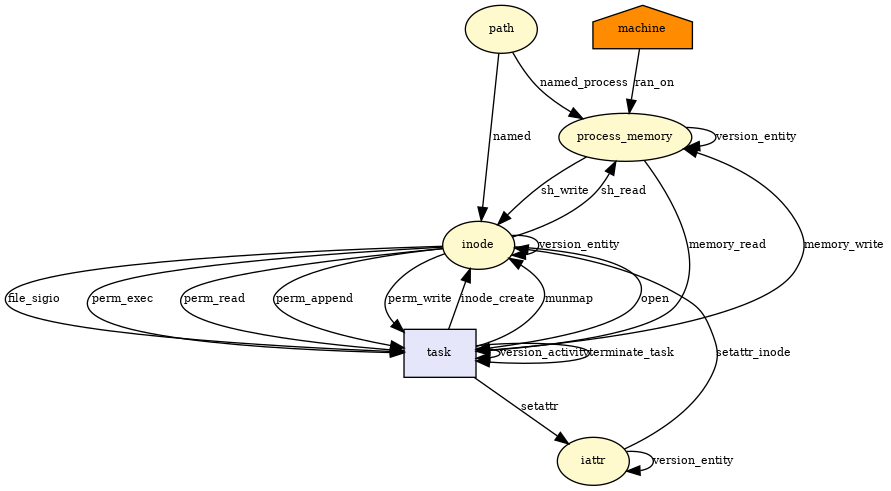 path
machine
named_process
ran_on
named
process_memory
version_entity
sh_write
sh_read
inode
version_entity
memory_read
memory_write
file_sigio
perm_exec
perm_read
perm_append
perm_write
inode_create
munmap
open
task
version_activity
terminate_task
setattr_inode
setattr
iattr
version_entity